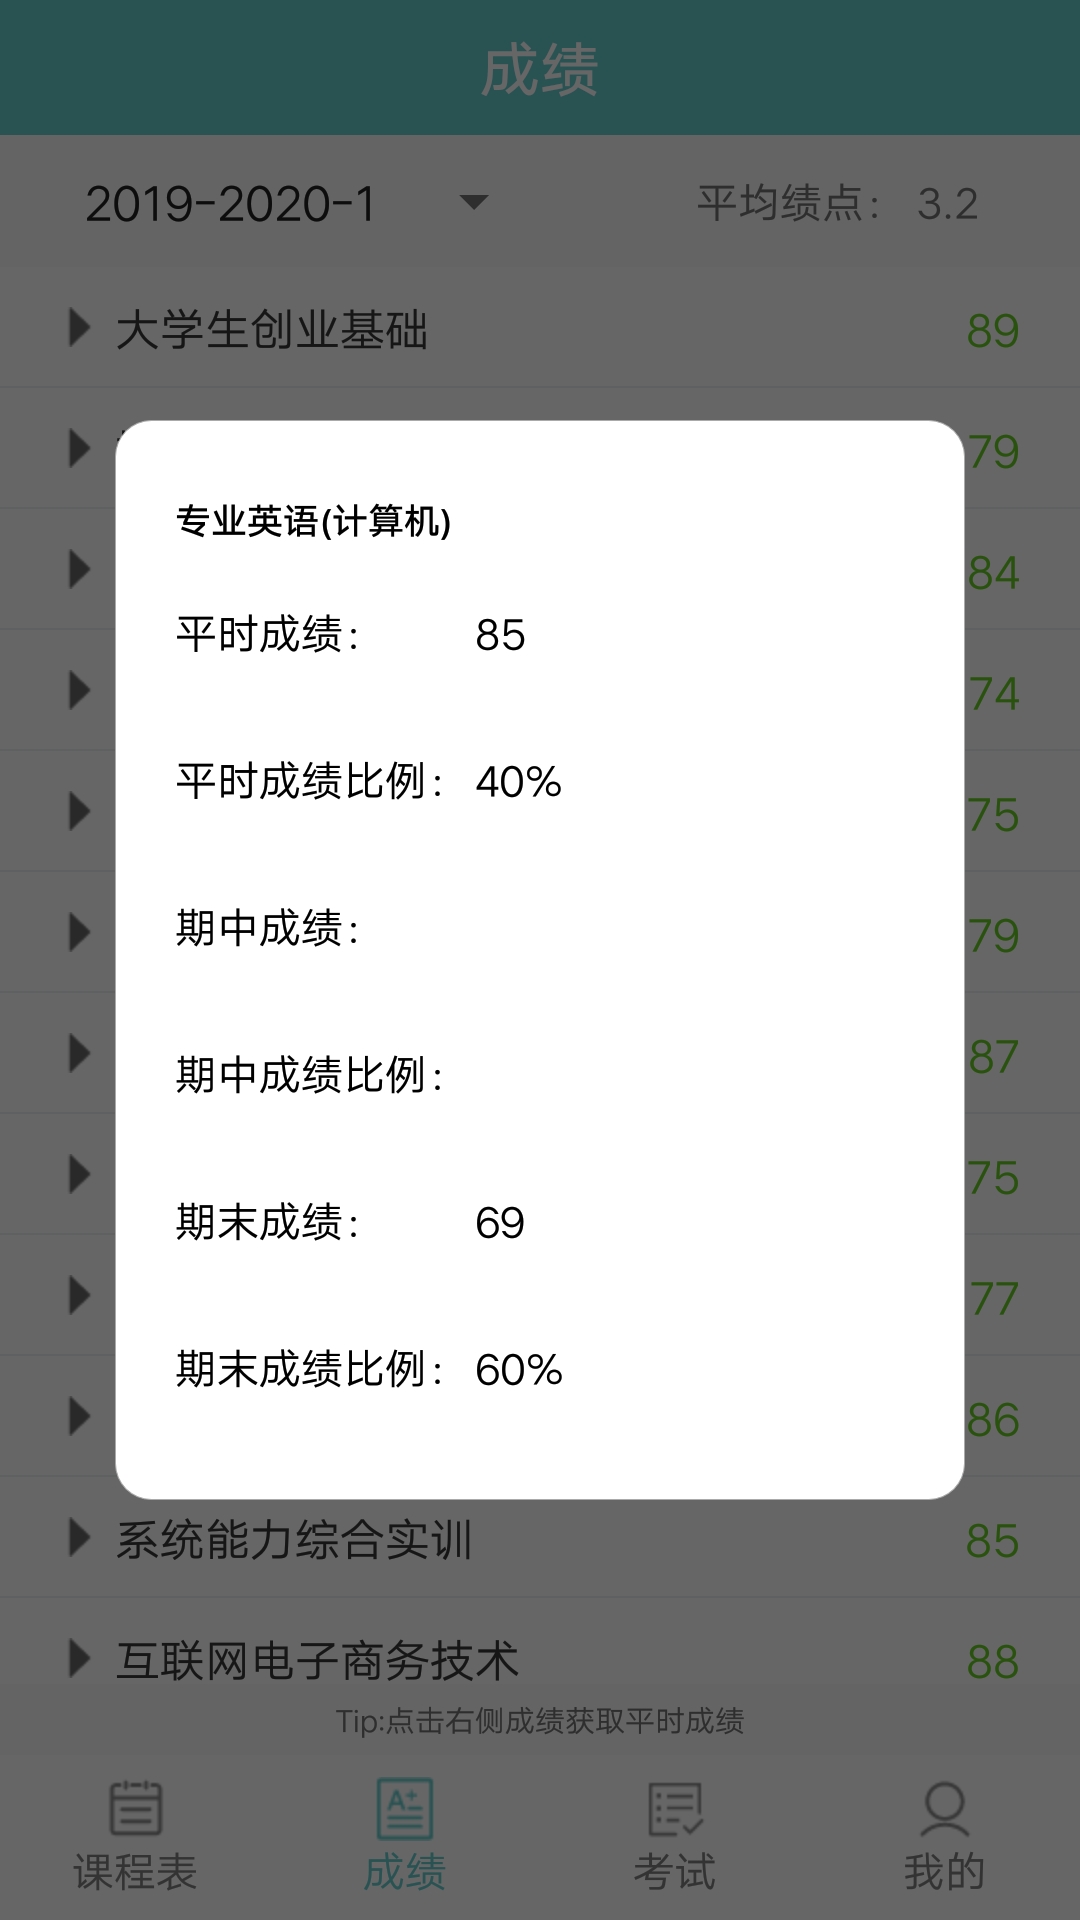 成绩
2019-2020-1 平均绩点： 3.2
大学生创业基础 89
79
专业英语(计算机)
84
平时成绩： 85
74
平时成绩比例： 40%
75
期中成绩：
79
期中成绩比例：
87
75
期末成绩： 69
77
期末成绩比例： 60%
86
系统能力综合实训 85
互联网电子商务技术 88
Tip:点击右侧成绩获取平时成绩
A+
课程表 成绩 考试 我的